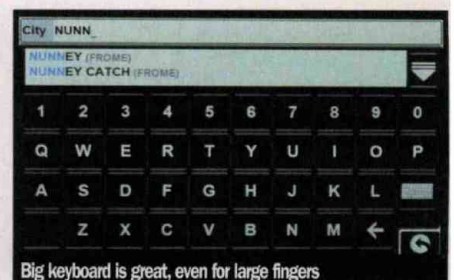 City NUNN_
NUNNEY (FROME)
NUNNEY CATCH (FROME)
1 2 3 4 5 6 7 8 9 0
Q W E R T Y U I O P
A S D F G H J K L
Z X C V B N M ←
Big keyboard is great, even for large fingers